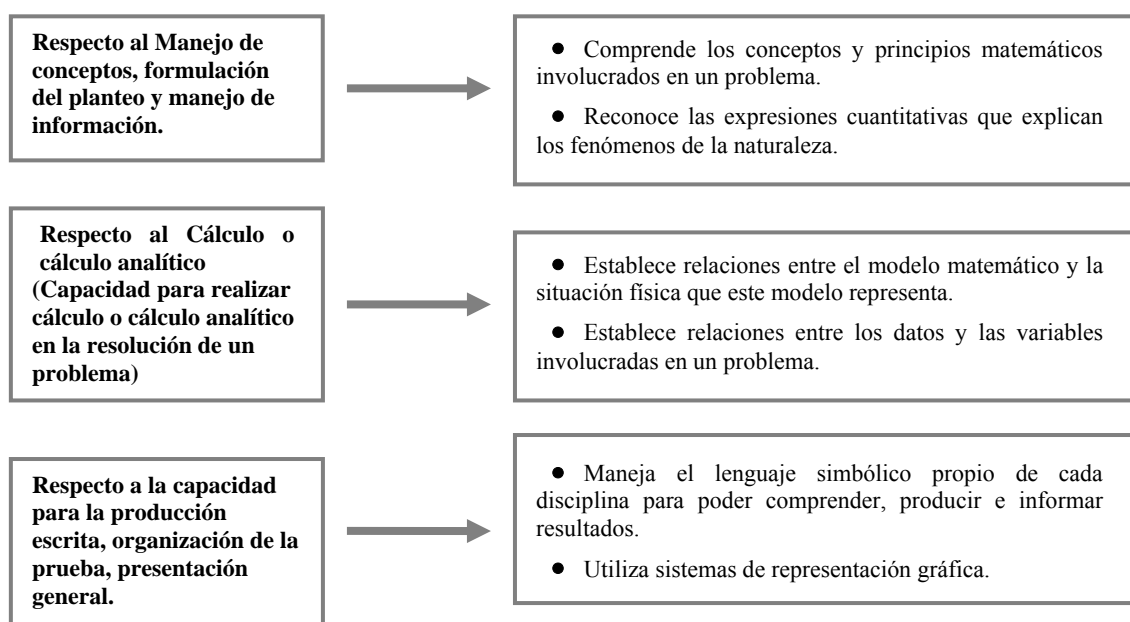 Respecto al Manejo de
conceptos, formulación
del planteo y manejo de
información.
● Comprende los conceptos y principios matemáticos
involucrados en un problema.
● Reconoce las expresiones cuantitativas que explican
los fenómenos de la naturaleza.
Respecto al Cálculo o
cálculo analítico
(Capacidad para realizar
cálculo o cálculo analítico
en la resolución de un
problema)
● Establece relaciones entre el modelo matemático y la
situación física que este modelo representa.
● Establece relaciones entre los datos y las variables
involucradas en un problema.
Respecto a la capacidad
para la producción
escrita, organización de la
prueba, presentación
general.
● Maneja el lenguaje simbólico propio de cada
disciplina para poder comprender, producir e informar
resultados.
● Utiliza sistemas de representación gráfica.